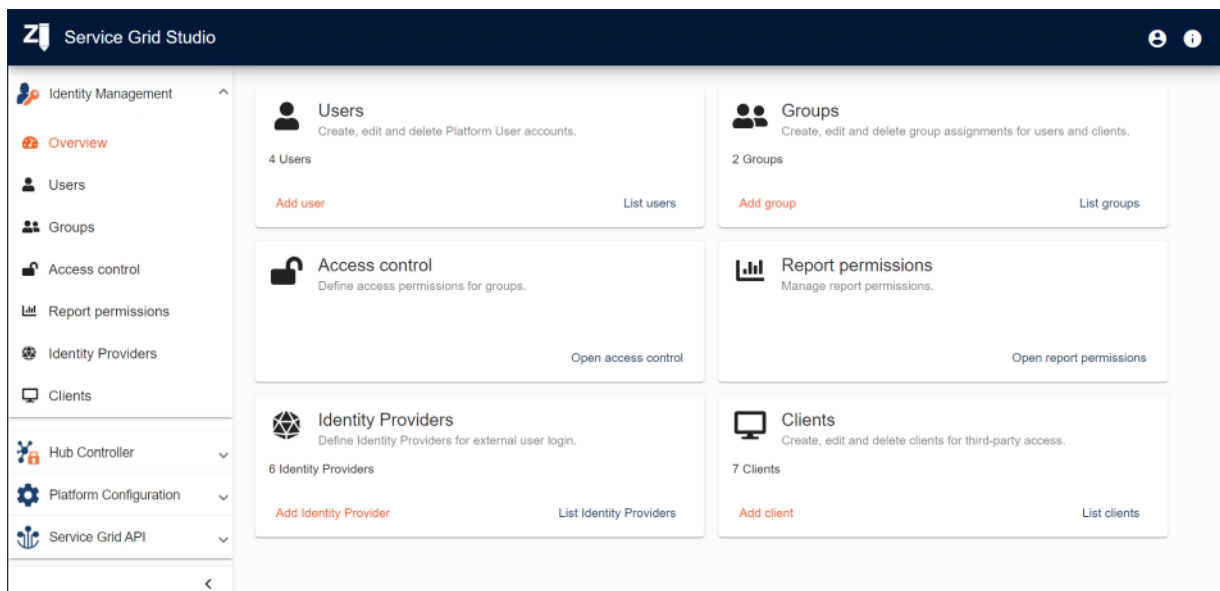 Service Grid Studio
Identity Management
Overview
Users
Groups
Access control
Report permissions
Identity Providers
Clients
Hub Controller
Platform Configuration
Service Grid API
Users
Create, edit and delete Platform User accounts.
4 Users
Add user
List users
Groups
Create, edit and delete group assignments for users and clients.
2 Groups
Add group
List groups
Access control
Define access permissions for groups.
Open access control
Report permissions
Manage report permissions.
Open report permissions
Identity Providers
Define Identity Providers for external user login.
6 Identity Providers
Add Identity Provider
List Identity Providers
Clients
Create, edit and delete clients for third-party access.
7 Clients
Add client
List clients